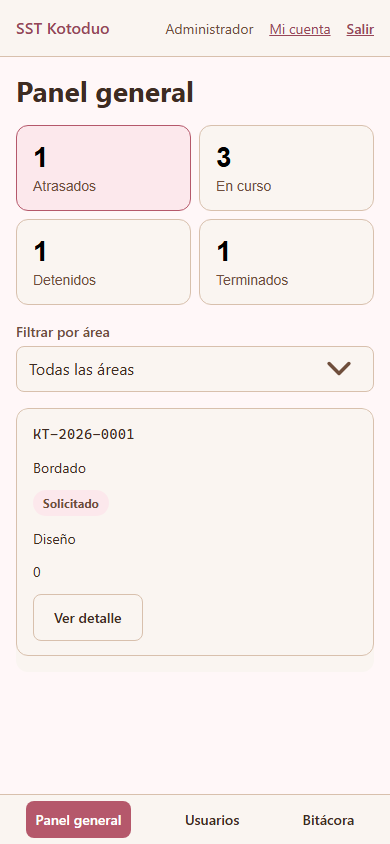 SST Kotoduo
Administrador
Mi cuenta
Salir
Panel general
1
Atrasados
3
En curso
1
Detenidos
1
Terminados
Filtrar por área
Todas las áreas
KT-2026-0001
Bordado
Solicitado
Diseño
0
Ver detalle
Panel general
Usuarios
Bitácora